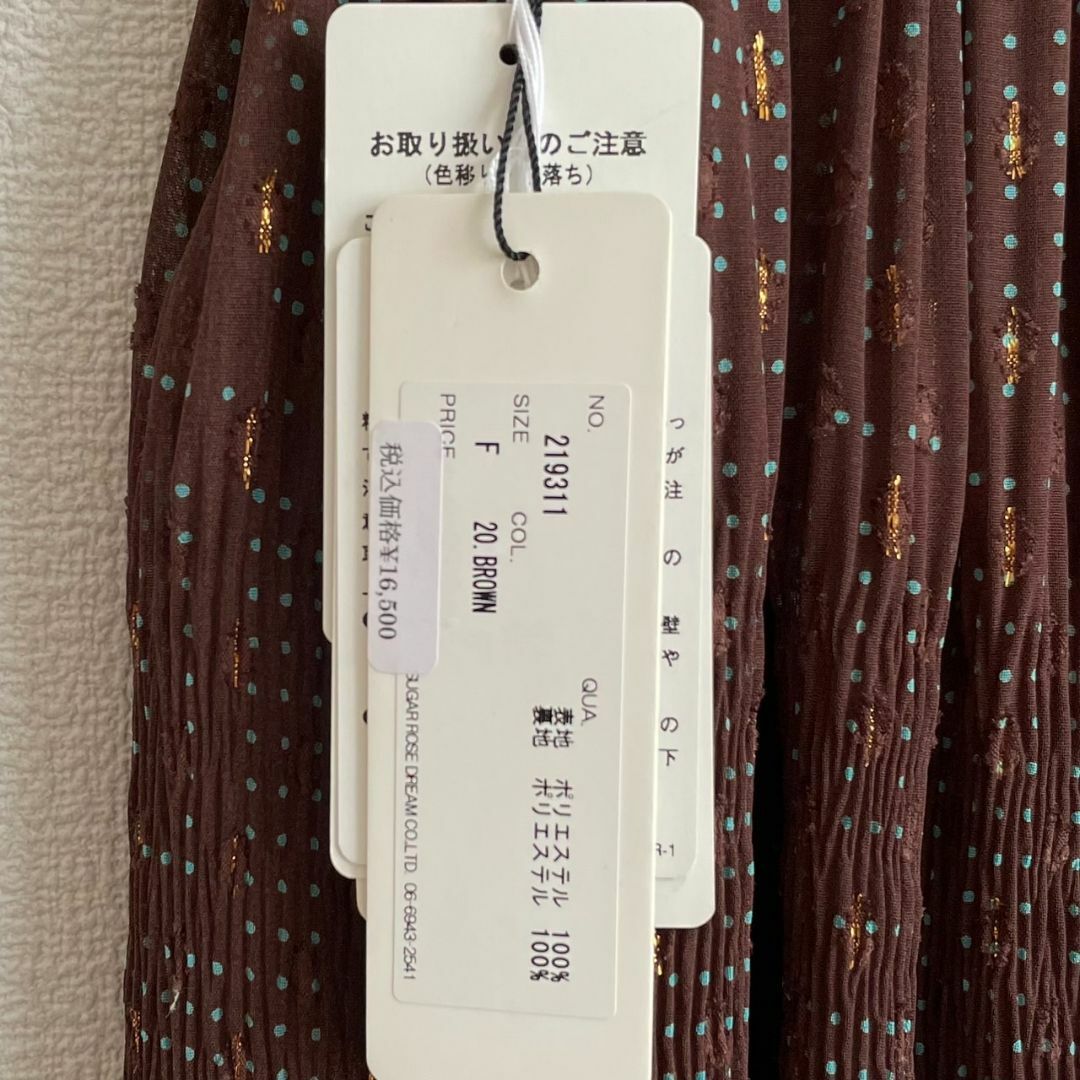 お取り扱い のご注意
(色移り 落ち)
NO.
219311
SIZE COL.
F 20.BROWN
PRICE
税込価格¥16,500
QUA.
表地 ポリエステル 100%
裏地 ポリエステル 100%
SUGAR ROSE DREAM CO.,LTD. 06-6943-2541
っ
が
注
の
や
の
下
R-1